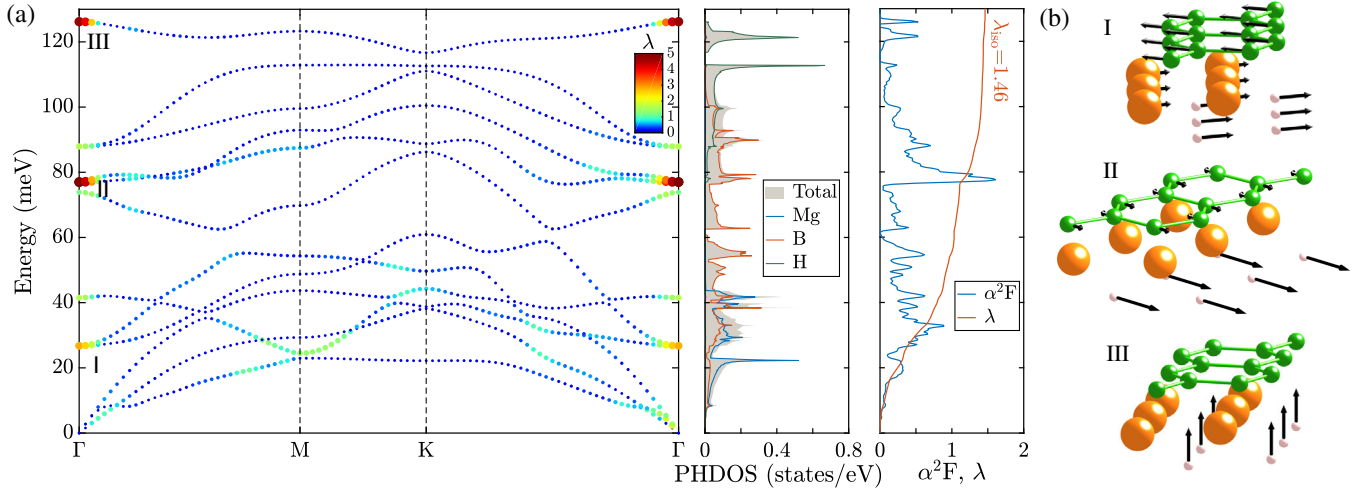 (a)
III
II
I
λ
5
4
3
2
1
0
Energy (meV)
120
100
80
60
40
20
0
Γ
M
K
Γ
Total
Mg
B
H
0
0.4
0.8
PHDOS (states/eV)
λiso=1.46
α²F
λ
0
1
2
α²F, λ
(b)
I
II
III